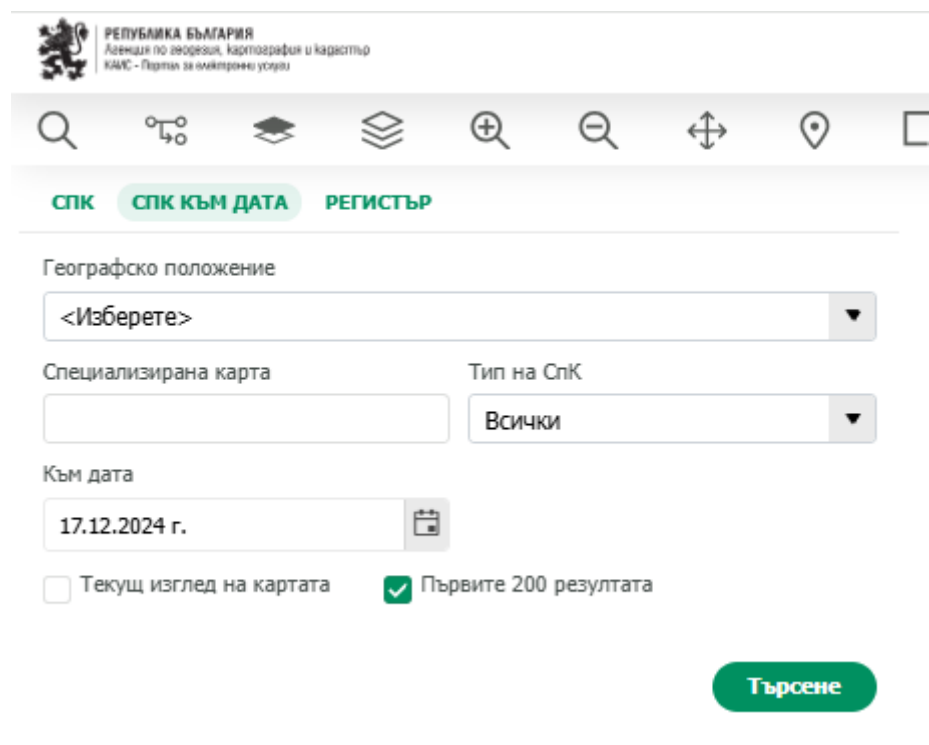 РЕПУБЛИКА БЪЛГАРИЯ
Агенция по геодезия, картография и кадастър
КАИС - Портал за електронни услуги
СПК СПК КЪМ ДАТА РЕГИСТЪР
Географско положение
<Изберете>
Специализирана карта Тип на СпК
Всички
Към дата
17.12.2024 г.
Текущ изглед на картата Първите 200 резултата
Търсене